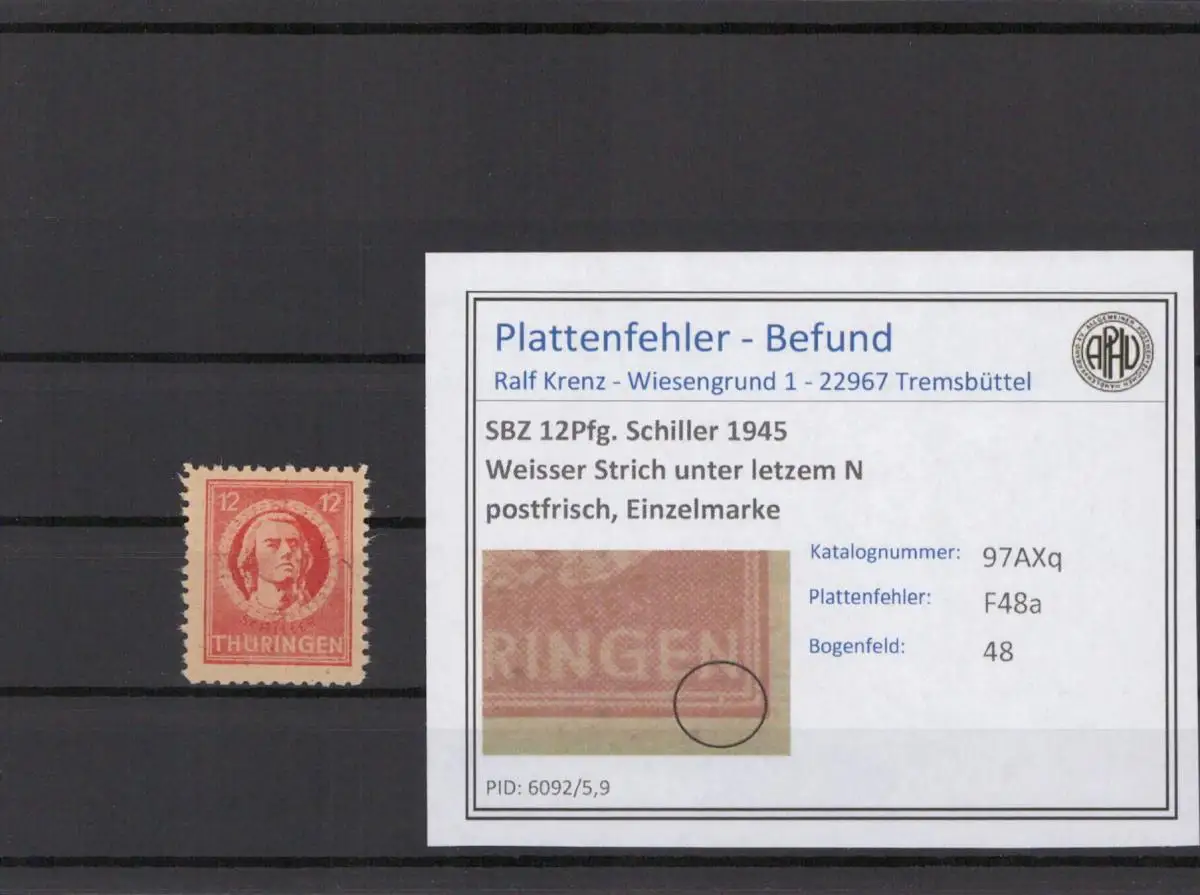 12 12
SCHILLER
THÜRINGEN
Plattenfehler - Befund
Ralf Krenz - Wiesengrund 1 - 22967 Tremsbüttel
APHV
SBZ 12Pfg. Schiller 1945
Weisser Strich unter letzem N
postfrisch, Einzelmarke
RINGEN
Katalognummer: 97AXq
Plattenfehler: F48a
Bogenfeld: 48
PID: 6092/5,9